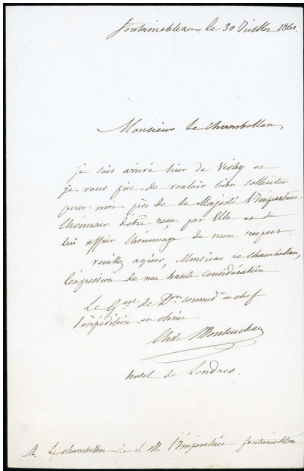 Fontainebleau le 30 Juillet 1860.
Monsieur Le chambellan,
je suis arrivé hier de Vichy et
je vous prie de vouloir bien solliciter
pour moi près de Sa Majesté l'Impératrice
l'honneur d'être reçu par Elle et de
lui offrir l'hommage de mon respect.
veuillez agréer, Monsieur Le chambellan,
l'expression de ma haute considération
Le Gal de Don commdt en chef
l'expédition en chine
Montauban
hotel de Londres.
M. Le chambellan de S. M. l'Impératrice fontainebleau